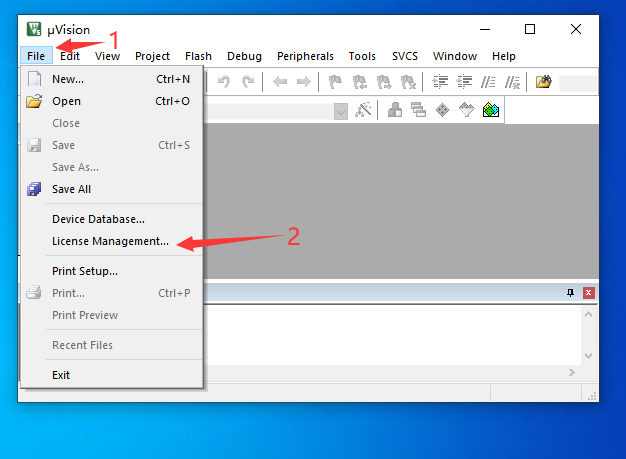 µVision
1
File Edit View Project Flash Debug Peripherals Tools SVCS Window Help
New... Ctrl+N
Open Ctrl+O
Close
Save Ctrl+S
Save As...
Save All
Device Database...
License Management...
2
Print Setup...
Print... Ctrl+P
Print Preview
Recent Files
Exit